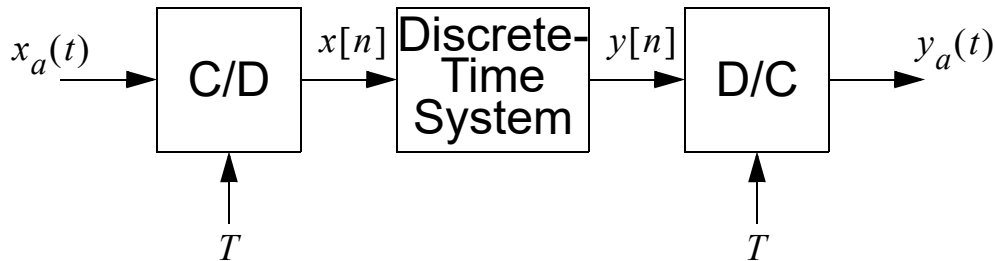 x_a(t)
C/D
x[n]
Discrete-
Time
System
y[n]
D/C
y_a(t)
T
T